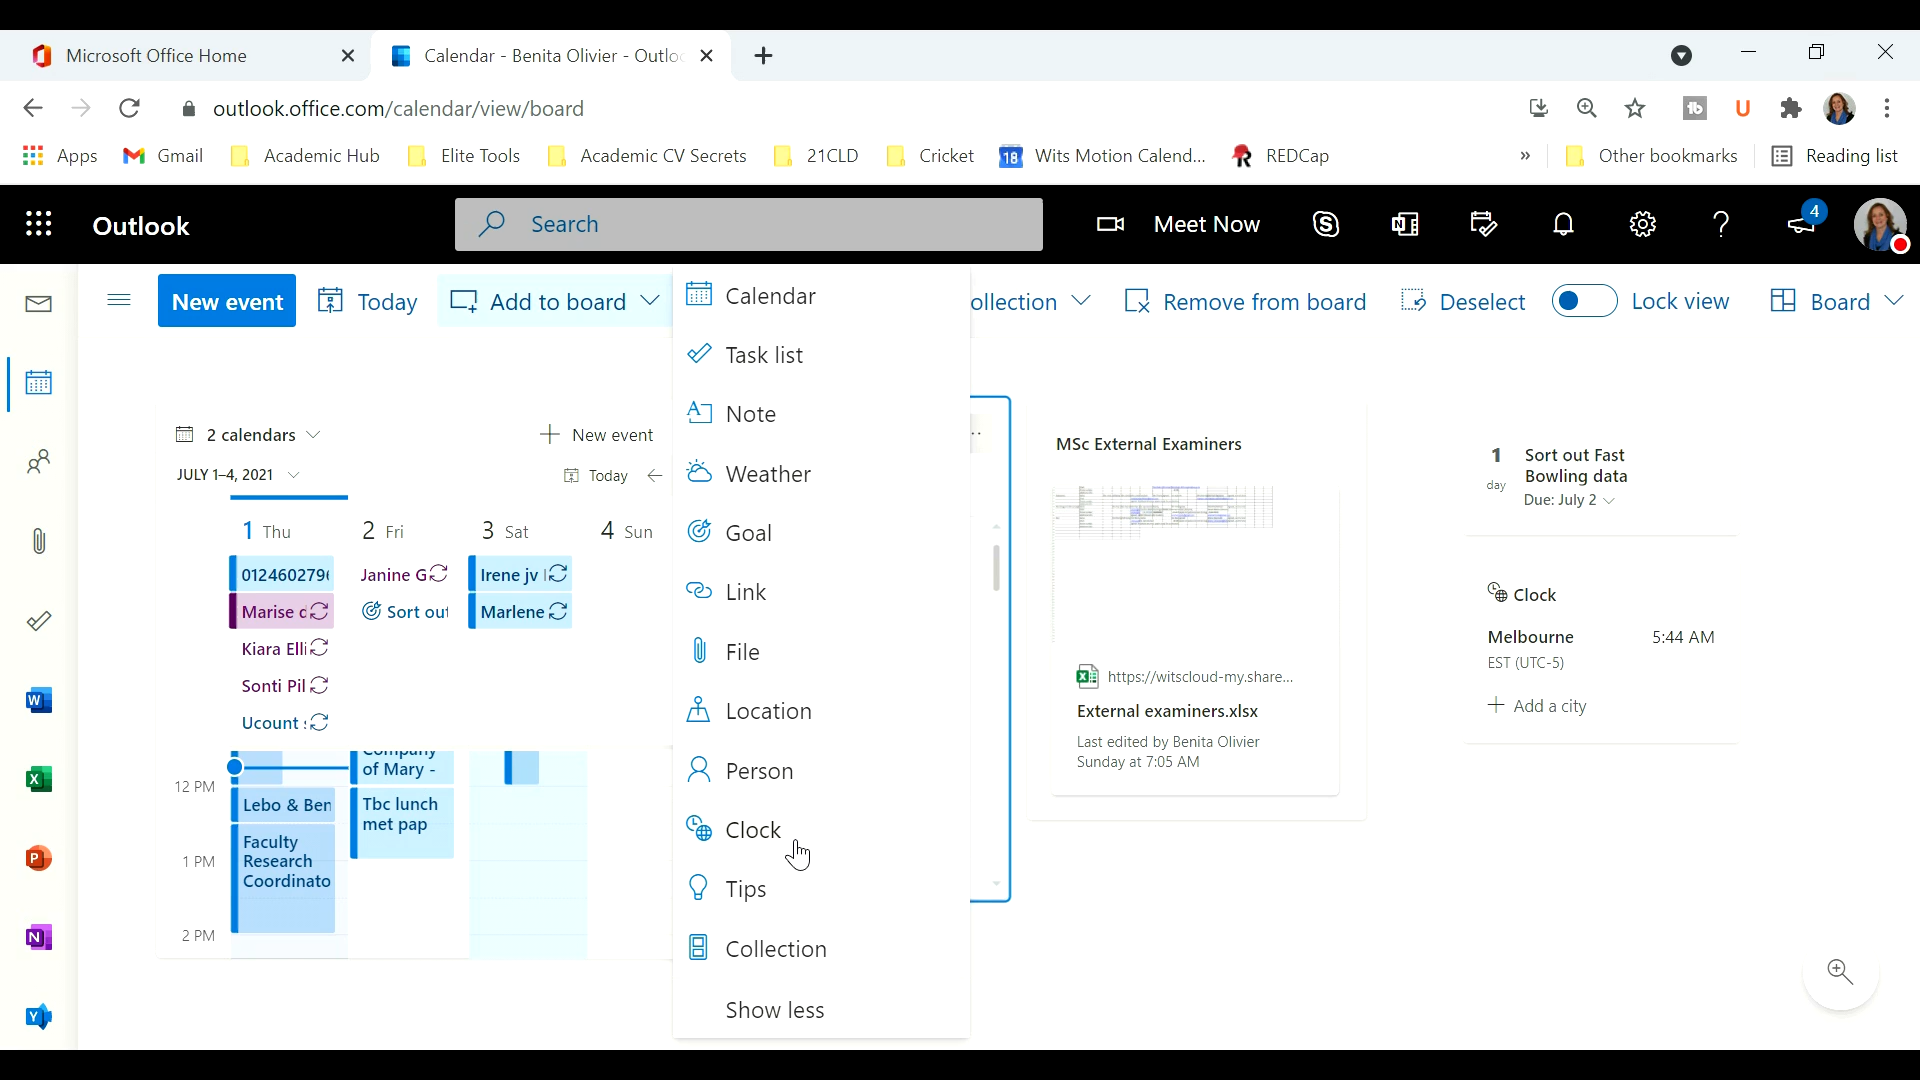 Microsoft Office Home
Calendar - Benita Olivier - Outlo
outlook.office.com/calendar/view/board
Apps
Gmail
Academic Hub
Elite Tools
Academic CV Secrets
21CLD
Cricket
18
Wits Motion Calend...
REDCap
»
Other bookmarks
Reading list
Outlook
Search
Meet Now
4
New event
Today
Add to board
ollection
Remove from board
Deselect
Lock view
Board
Calendar
Task list
Note
Weather
Goal
Link
File
Location
Person
Clock
Tips
Collection
Show less
2 calendars
New event
JULY 1–4, 2021
Today
1 Thu
2 Fri
3 Sat
4 Sun
0124602796
Janine G
Irene jv
Marise d
Sort out
Marlene
Kiara Elli
Sonti Pil
Ucount :
Company
of Mary -
12 PM
Lebo & Ben
Tbc lunch
met pap
1 PM
Faculty
Research
Coordinato
2 PM
MSc External Examiners
https://witscloud-my.share...
External examiners.xlsx
Last edited by Benita Olivier
Sunday at 7:05 AM
1
day
Sort out Fast
Bowling data
Due: July 2
Clock
Melbourne
5:44 AM
EST (UTC-5)
Add a city